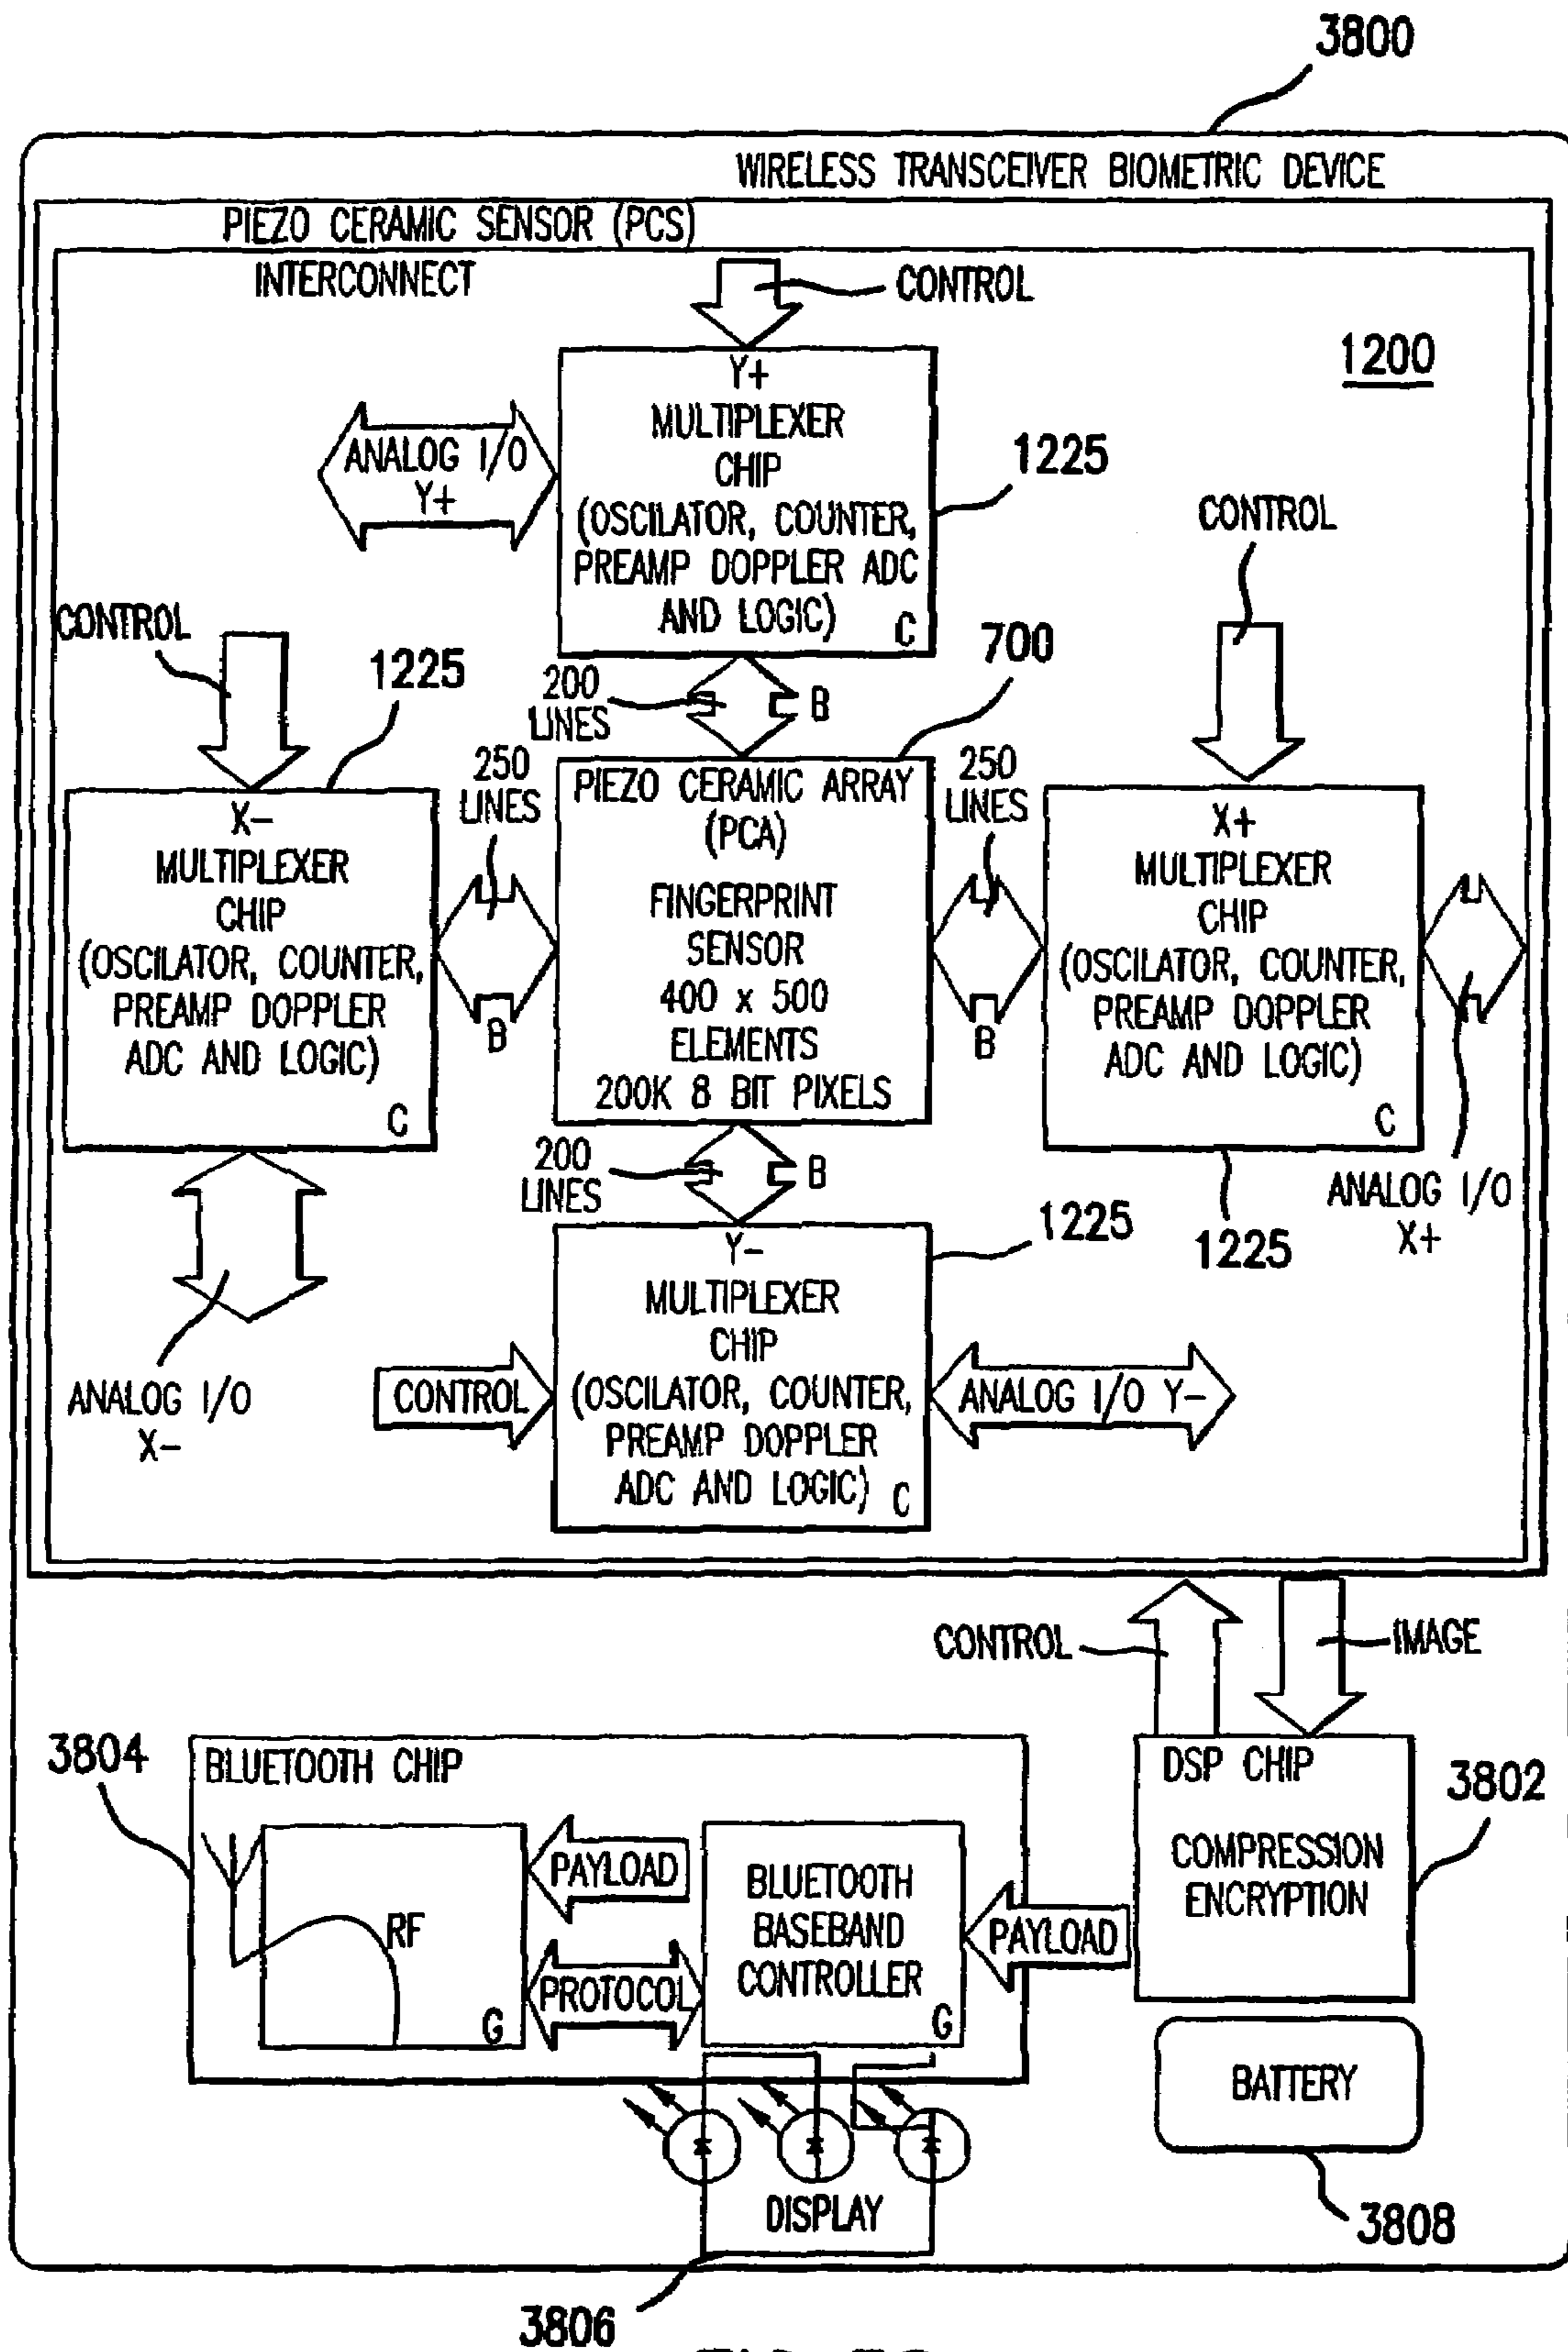 3800
WIRELESS TRANSCEIVER BIOMETRIC DEVICE
PIEZO CERAMIC SENSOR (PCS)
INTERCONNECT
CONTROL
1200
Y+
MULTIPLEXER
CHIP
(OSCILATOR, COUNTER,
PREAMP DOPPLER ADC
AND LOGIC)
C
ANALOG I/O
Y+
1225
CONTROL
CONTROL
1225
200
LINES
B
700
X-
MULTIPLEXER
CHIP
(OSCILATOR, COUNTER,
PREAMP DOPPLER
ADC AND LOGIC)
C
250
LINES
B
PIEZO CERAMIC ARRAY
(PCA)
FINGERPRINT
SENSOR
400 x 500
ELEMENTS
200K 8 BIT PIXELS
250
LINES
B
X+
MULTIPLEXER
CHIP
(OSCILATOR, COUNTER,
PREAMP DOPPLER
ADC AND LOGIC)
C
200
LINES
B
1225
1225
ANALOG I/O
X+
ANALOG I/O
X-
CONTROL
Y-
MULTIPLEXER
CHIP
(OSCILATOR, COUNTER,
PREAMP DOPPLER
ADC AND LOGIC)
C
ANALOG I/O Y-
CONTROL
IMAGE
3804
BLUETOOTH CHIP
RF
G
PAYLOAD
PROTOCOL
BLUETOOTH
BASEBAND
CONTROLLER
G
PAYLOAD
DSP CHIP
COMPRESSION
ENCRYPTION
3802
BATTERY
3808
DISPLAY
3806